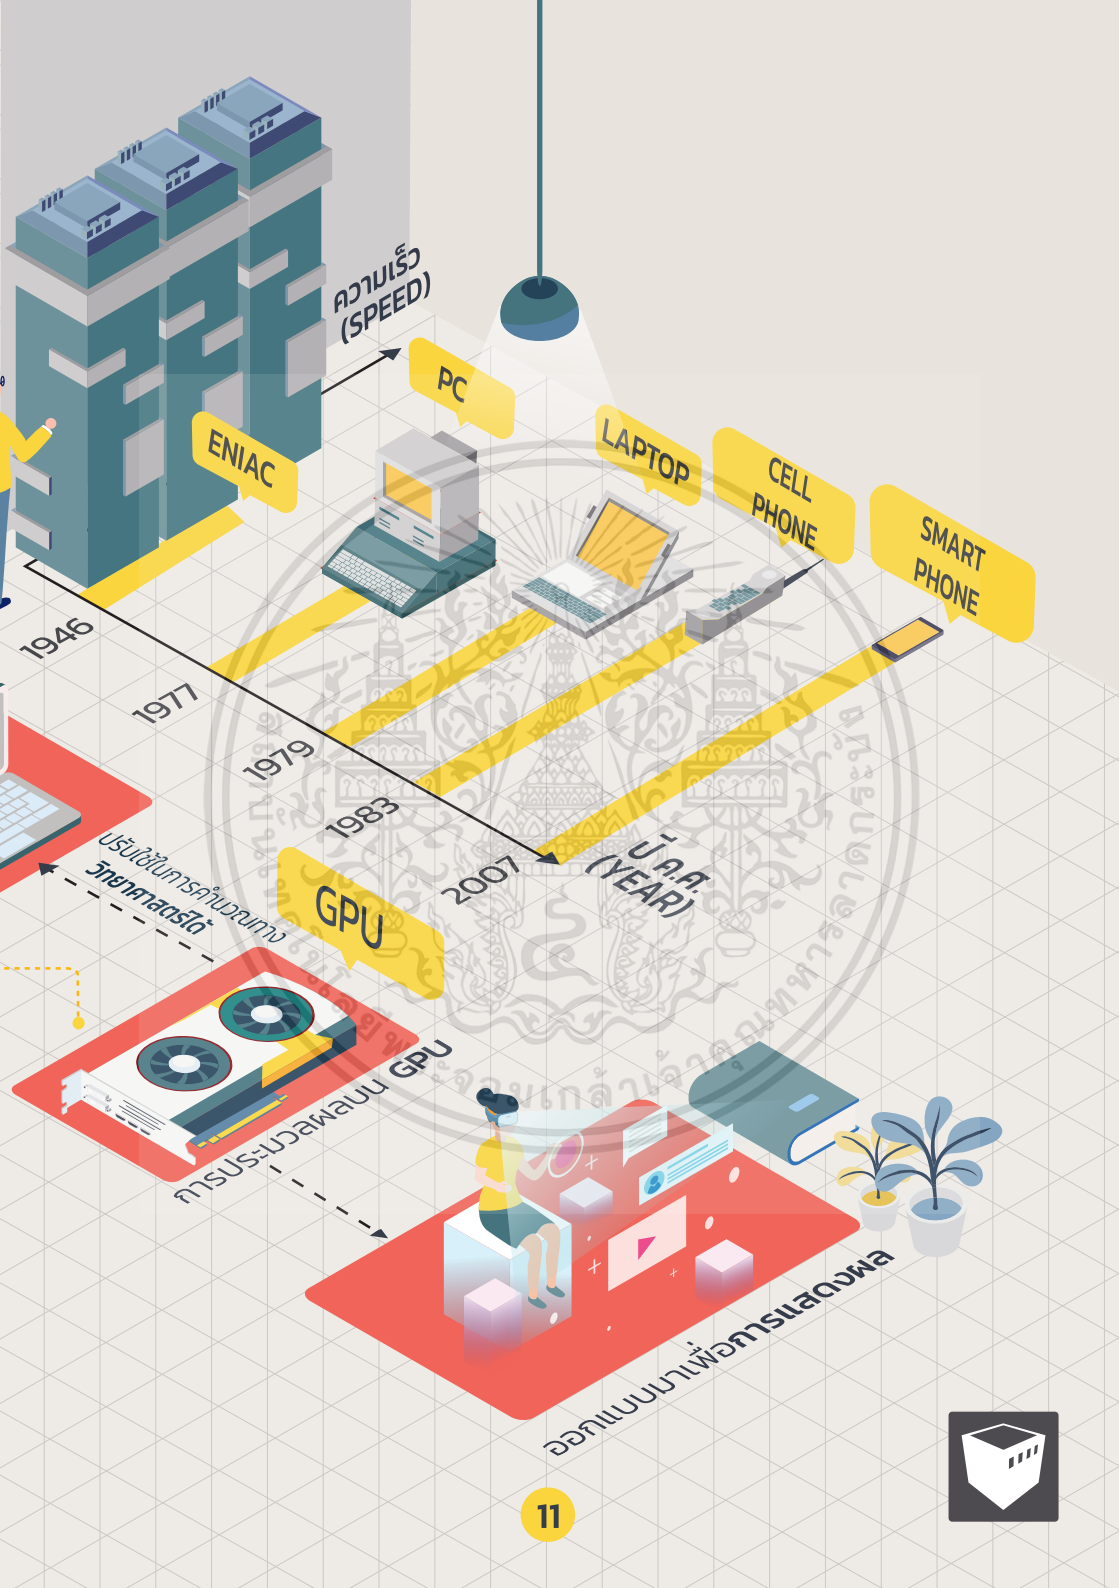 ความเร็ว
(SPEED)
PC
LAPTOP
CELL
PHONE
SMART
PHONE
ENIAC
1946
1977
1979
1983
2007
ปี ค.ศ.
(YEAR)
ปรับใช้ในการคำนวณทาง
วิทยาศาสตร์ได้
GPU
การประมวลผลบน GPU
ออกแบบมาเพื่อการแสดงผล
11